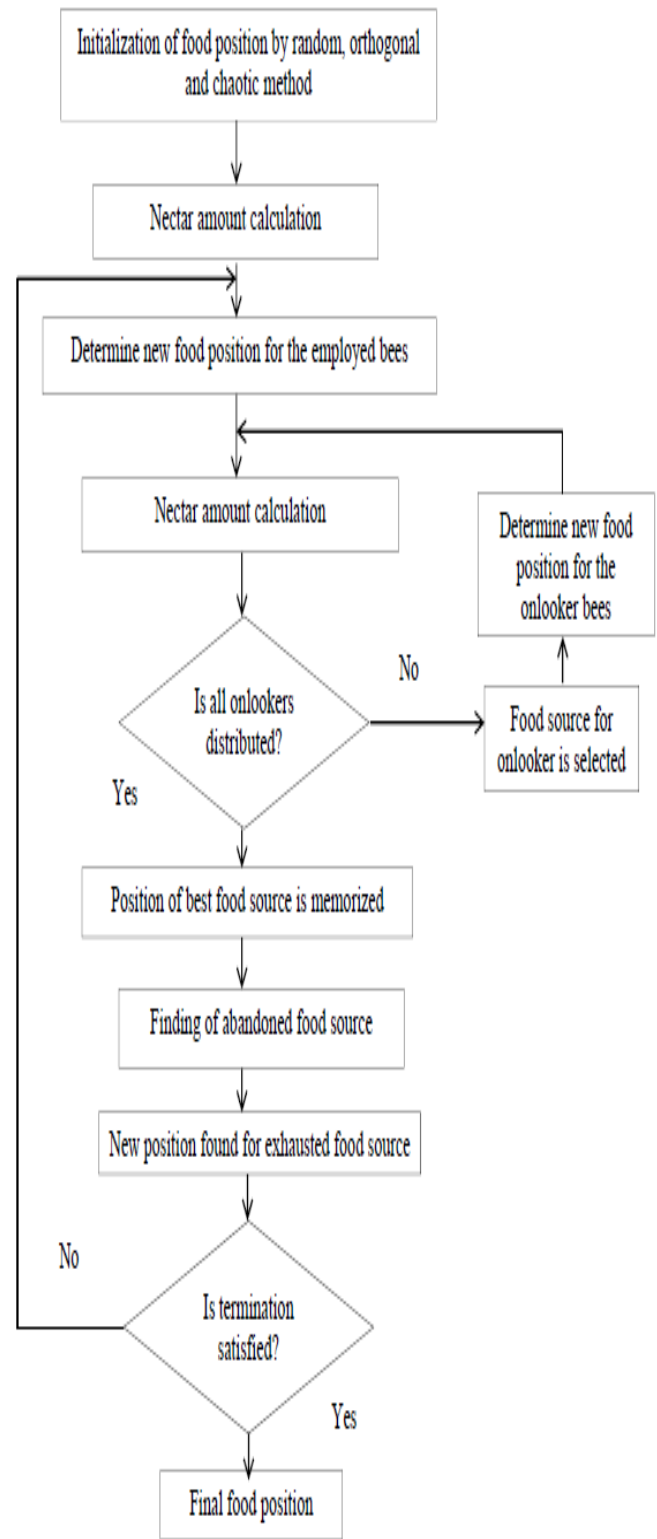 Initialization of food position by random, orthogonal
and chaotic method
Nectar amount calculation
Determine new food position for the employed bees
Nectar amount calculation
Determine new food
position for the
onlooker bees
Is all onlookers
distributed?
No
Food source for
onlooker is selected
Yes
Position of best food source is memorized
Finding of abandoned food source
New position found for exhausted food source
No
Is termination
satisfied?
Yes
Final food position